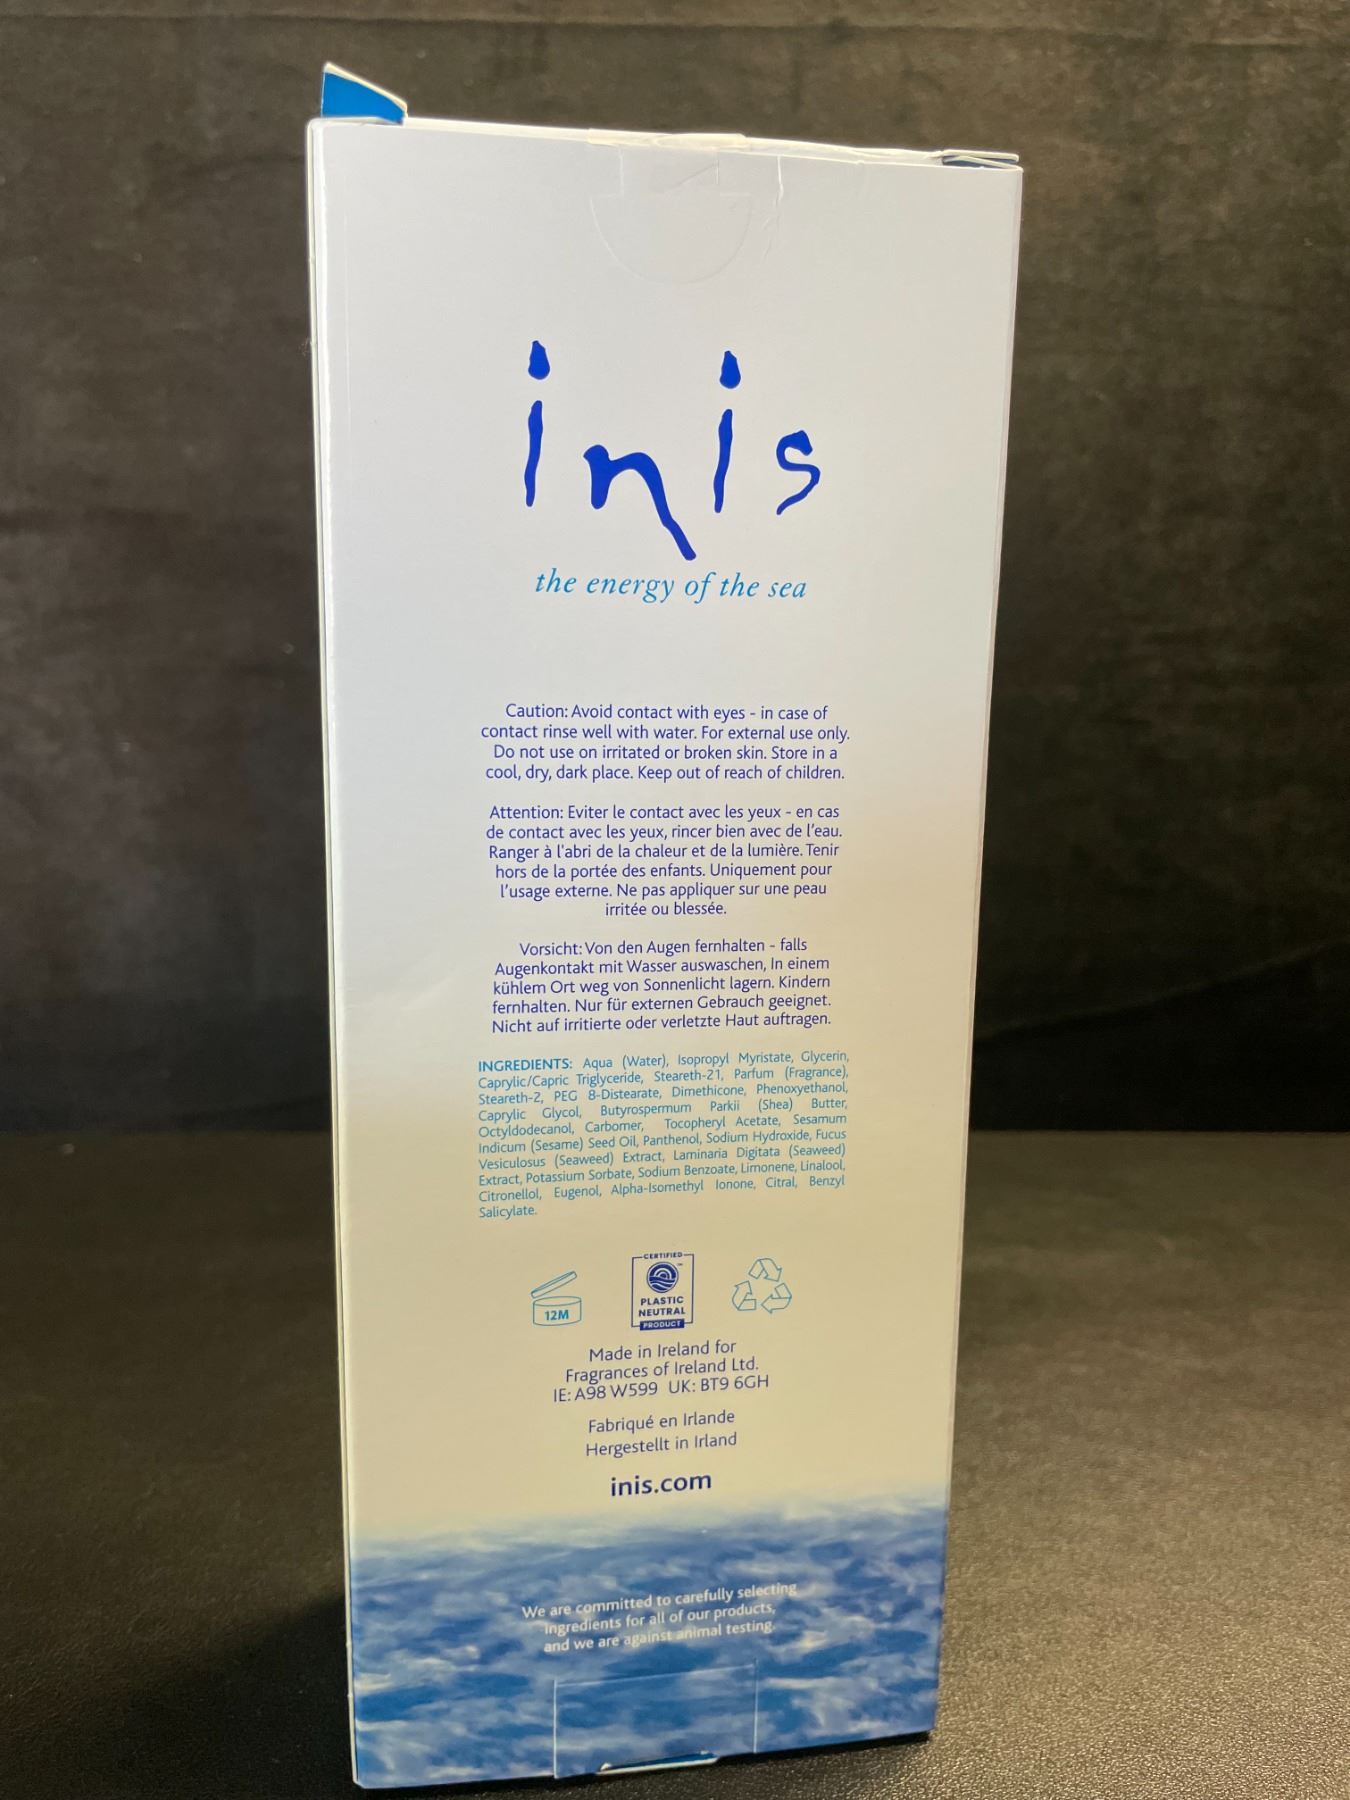 inis
the energy of the sea
Caution: Avoid contact with eyes - in case of
contact rinse well with water. For external use only.
Do not use on irritated or broken skin. Store in a
cool, dry, dark place. Keep out of reach of children.
Attention: Eviter le contact avec les yeux - en cas
de contact avec les yeux, rincer bien avec de l'eau.
Ranger à l'abri de la chaleur et de la lumière. Tenir
hors de la portée des enfants. Uniquement pour
l'usage externe. Ne pas appliquer sur une peau
irritée ou blessée.
Vorsicht: Von den Augen fernhalten - falls
Augenkontakt mit Wasser auswaschen, In einem
kühlem Ort weg von Sonnenlicht lagern. Kindern
fernhalten. Nur für externen Gebrauch geeignet.
Nicht auf irritierte oder verletzte Haut auftragen.
INGREDIENTS: Aqua (Water), Isopropyl Myristate, Glycerin,
Caprylic/Capric Triglyceride, Steareth-21, Parfum (Fragrance),
Steareth-2, PEG 8-Distearate, Dimethicone, Phenoxyethanol,
Caprylic Glycol, Butyrospermum Parkii (Shea) Butter,
Octyldodecanol, Carbomer, Tocopheryl Acetate, Sesamum
Indicum (Sesame) Seed Oil, Panthenol, Sodium Hydroxide, Fucus
Vesiculosus (Seaweed) Extract, Laminaria Digitata (Seaweed)
Extract, Potassium Sorbate, Sodium Benzoate, Limonene, Linalool,
Citronellol, Eugenol, Alpha-Isomethyl Ionone, Citral, Benzyl
Salicylate.
12M
CERTIFIED
PLASTIC
NEUTRAL
PRODUCT
Made in Ireland for
Fragrances of Ireland Ltd.
IE: A98 W599 UK: BT9 6GH
Fabriqué en Irlande
Hergestellt in Irland
inis.com
We are committed to carefully selecting
ingredients for all of our products,
and we are against animal testing.